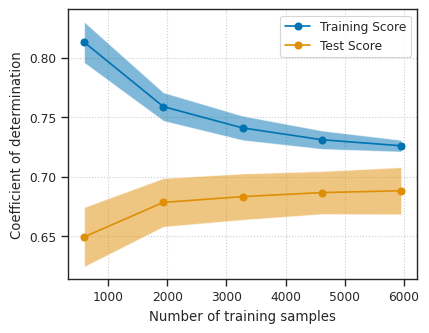 Training Score
Test Score
0.80
0.75
0.70
0.65
Coefficient of determination
1000 2000 3000 4000 5000 6000
Number of training samples